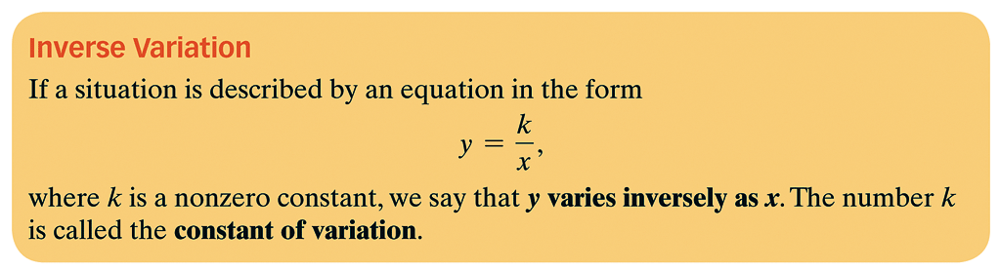 Inverse Variation
If a situation is described by an equation in the form
y = k/x,
where k is a nonzero constant, we say that y varies inversely as x. The number k
is called the constant of variation.